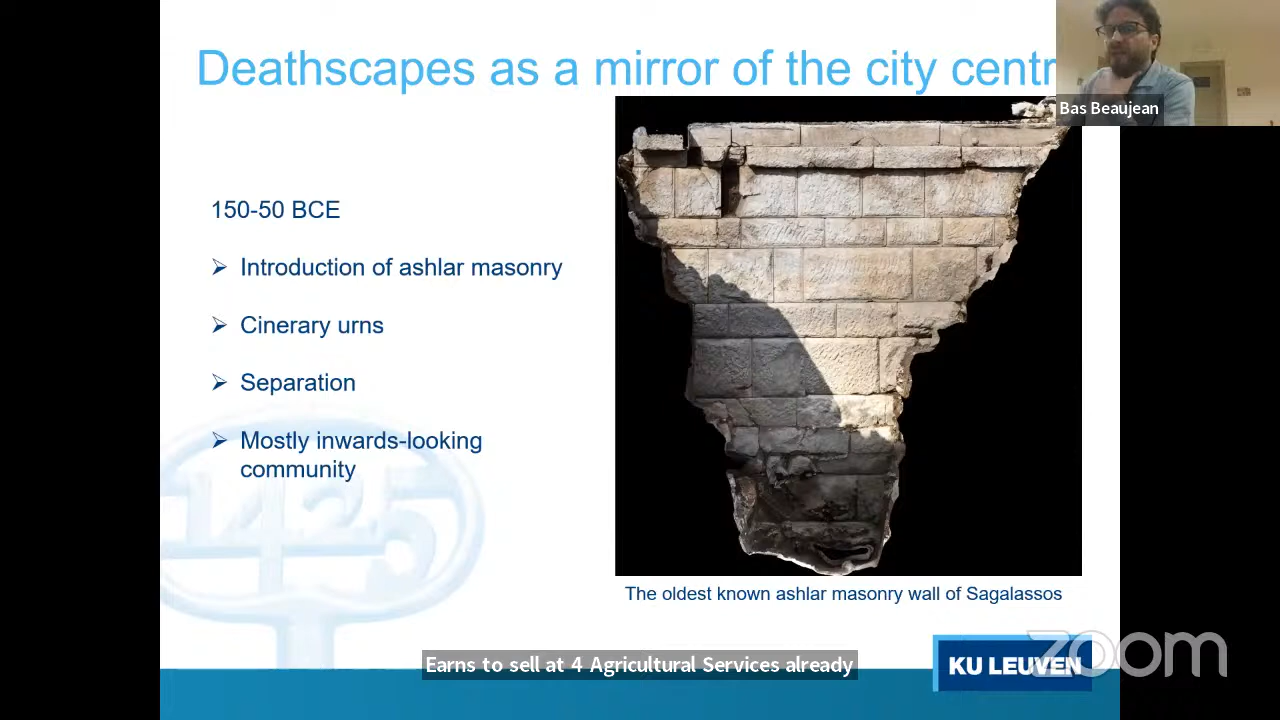 Deathscapes as a mirror of the city centr
Bas Beaujean
150-50 BCE
➢ Introduction of ashlar masonry
➢ Cinerary urns
➢ Separation
➢ Mostly inwards-looking
community
1425
The oldest known ashlar masonry wall of Sagalassos
Earns to sell at 4 Agricultural Services already
KU LEUVEN
zoom